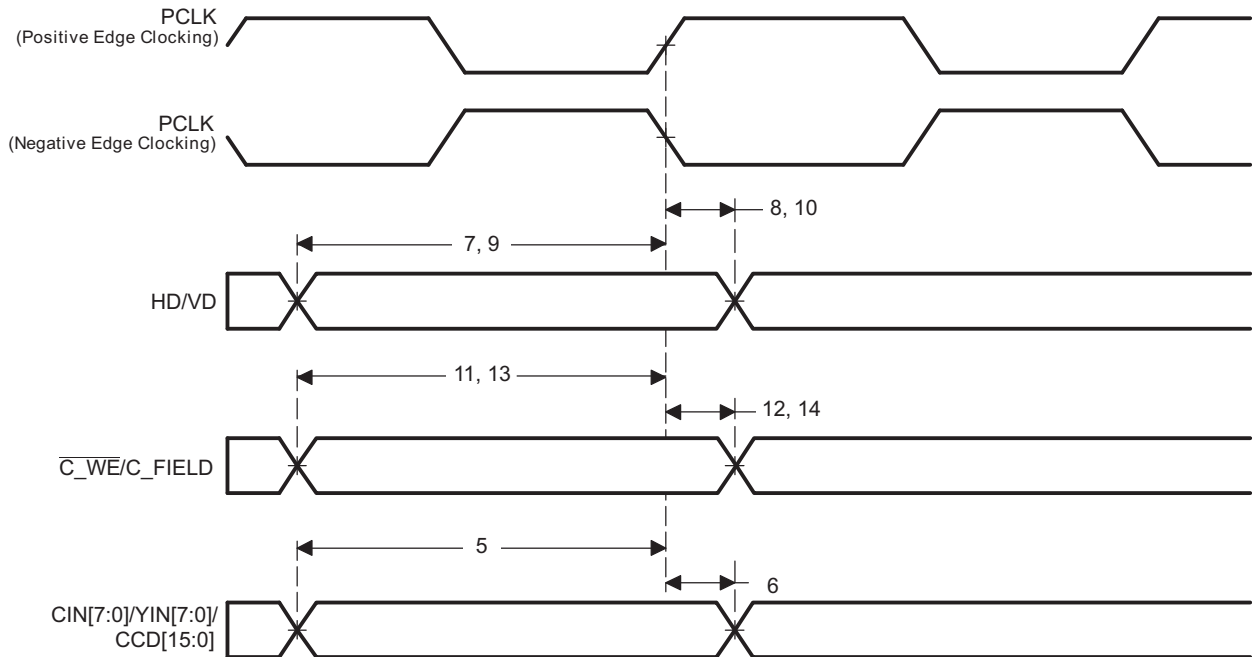 PCLK
(Positive Edge Clocking)
PCLK
(Negative Edge Clocking)
8, 10
7, 9
HD/VD
11, 13
12, 14
C_WE/C_FIELD
5
6
CIN[7:0]/YIN[7:0]/
CCD[15:0]